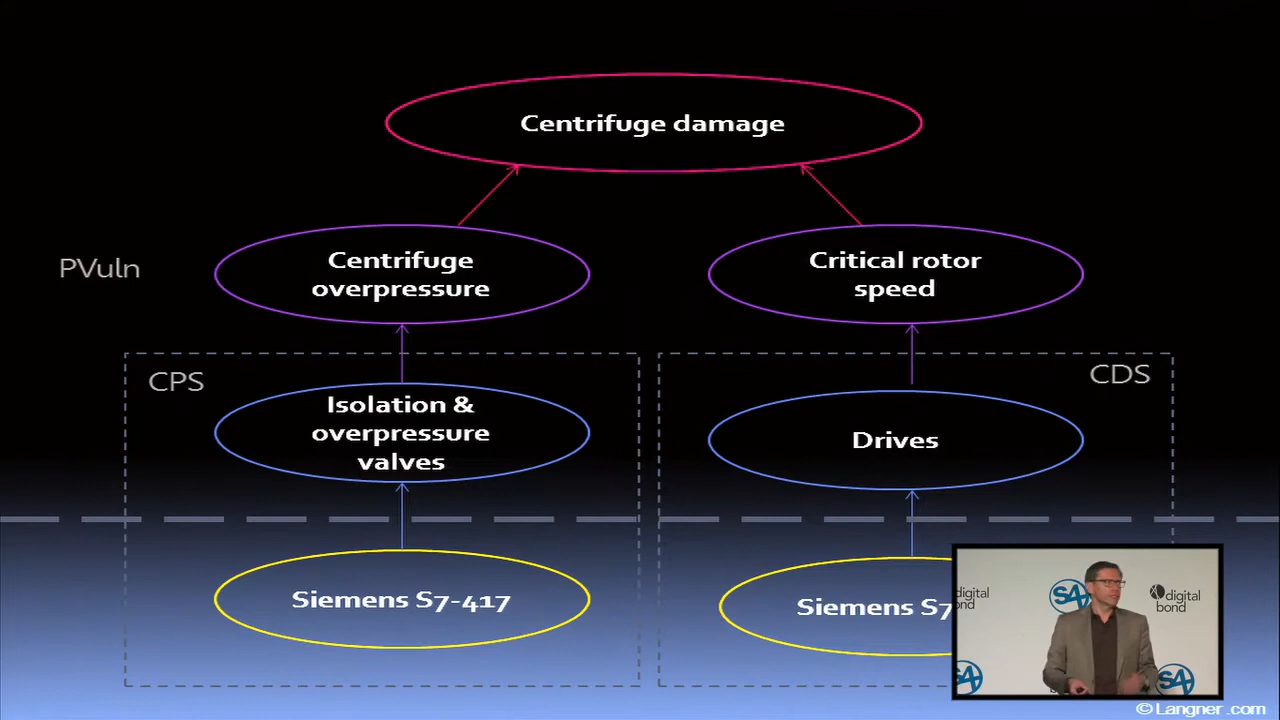 Centrifuge damage
PVuln
Centrifuge
overpressure
Critical rotor
speed
CPS
CDS
Isolation &
overpressure
valves
Drives
Siemens S7-417
Siemens S7
S4
digital
bond
digital
bond
S4
S4
© Langner.com